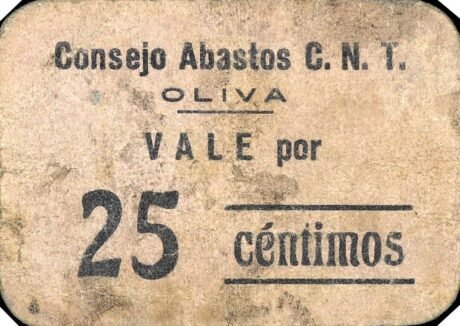 Consejo Abastos C. N. T.
OLIVA
VALE por
25 céntimos